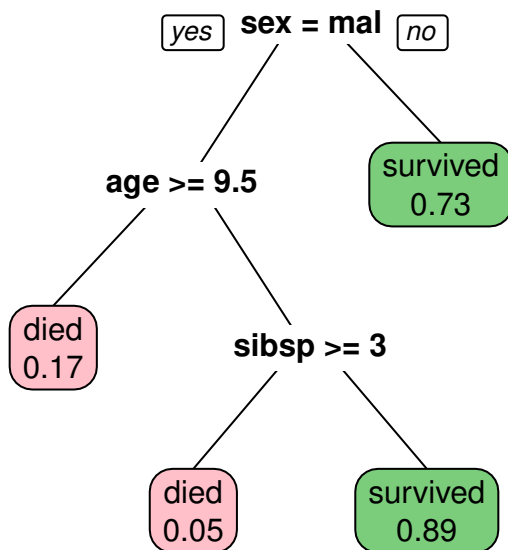 yes sex = mal no
age >= 9.5
survived
0.73
died
0.17
sibsp >= 3
died
0.05
survived
0.89